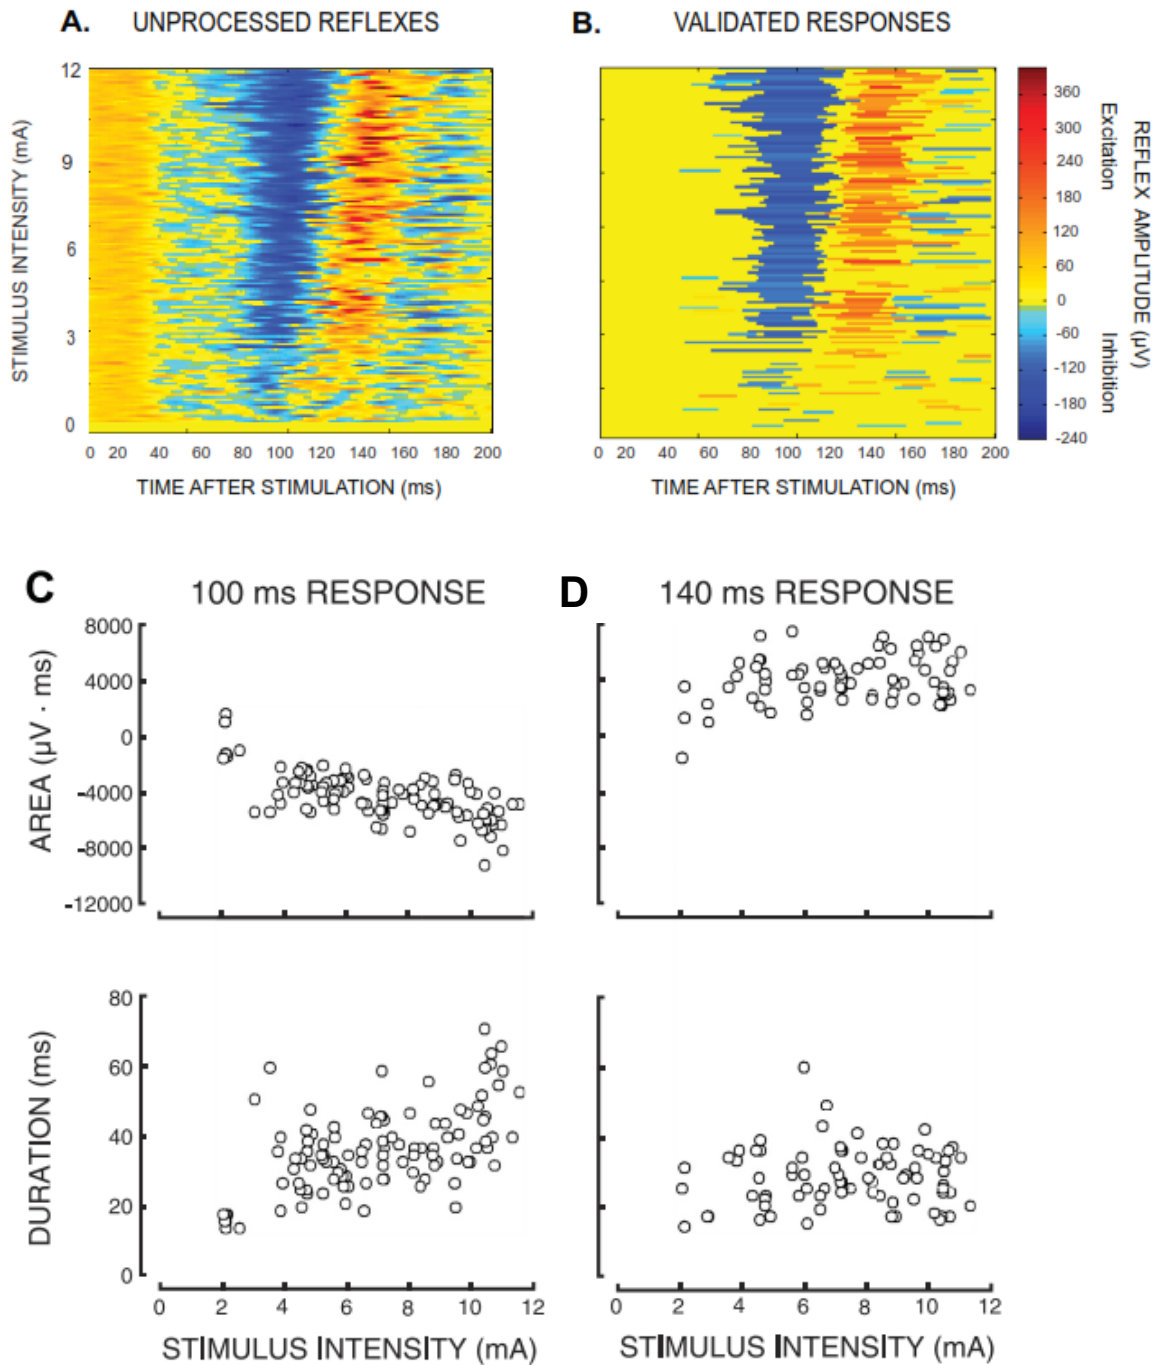 A. UNPROCESSED REFLEXES
B. VALIDATED RESPONSES
STIMULUS INTENSITY (mA)
12
9
6
3
0
0 20 40 60 80 100 120 140 160 200
TIME AFTER STIMULATION (ms)
0 20 40 60 80 100 120 140 160 200
TIME AFTER STIMULATION (ms)
360
300
240
180
120
60
0
-60
-120
-180
-240
Excitation
Inhibition
REFLEX AMPLITUDE (µV)
C 100 ms RESPONSE
D 140 ms RESPONSE
AREA (µV · ms)
8000
4000
0
-4000
-8000
-12000
DURATION (ms)
80
60
40
20
0
0 2 4 6 8 10 12
STIMULUS INTENSITY (mA)
0 2 4 6 8 10 12
STIMULUS INTENSITY (mA)